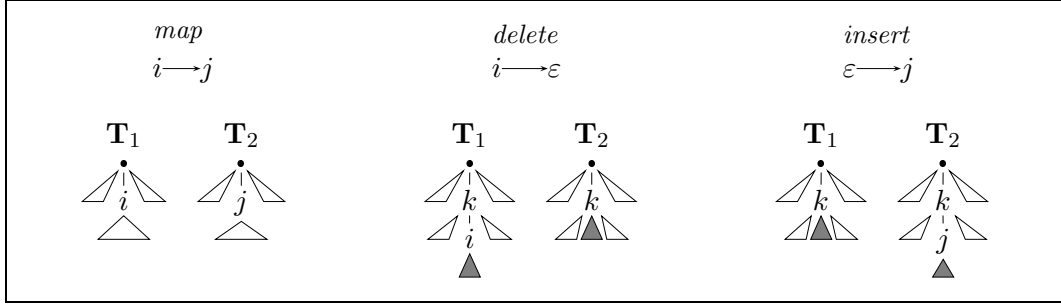 map delete insert
i→j i→ε ε→j
T₁ T₂ T₁ T₂ T₁ T₂
i j k k k k
i j